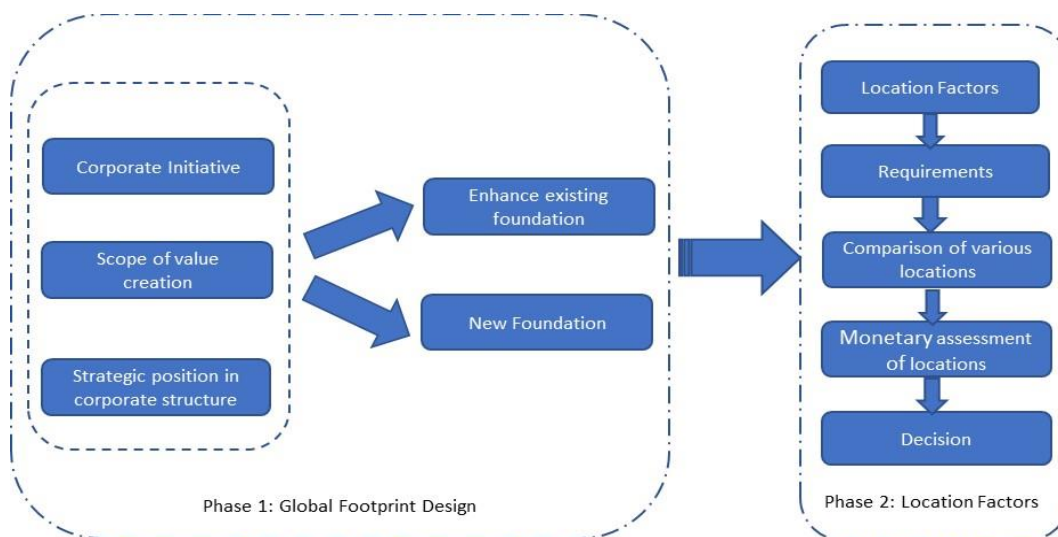 Corporate Initiative
Scope of value
creation
Strategic position in
corporate structure
Enhance existing
foundation
New Foundation
Phase 1: Global Footprint Design
Location Factors
Requirements
Comparison of various
locations
Monetary assessment
of locations
Decision
Phase 2: Location Factors